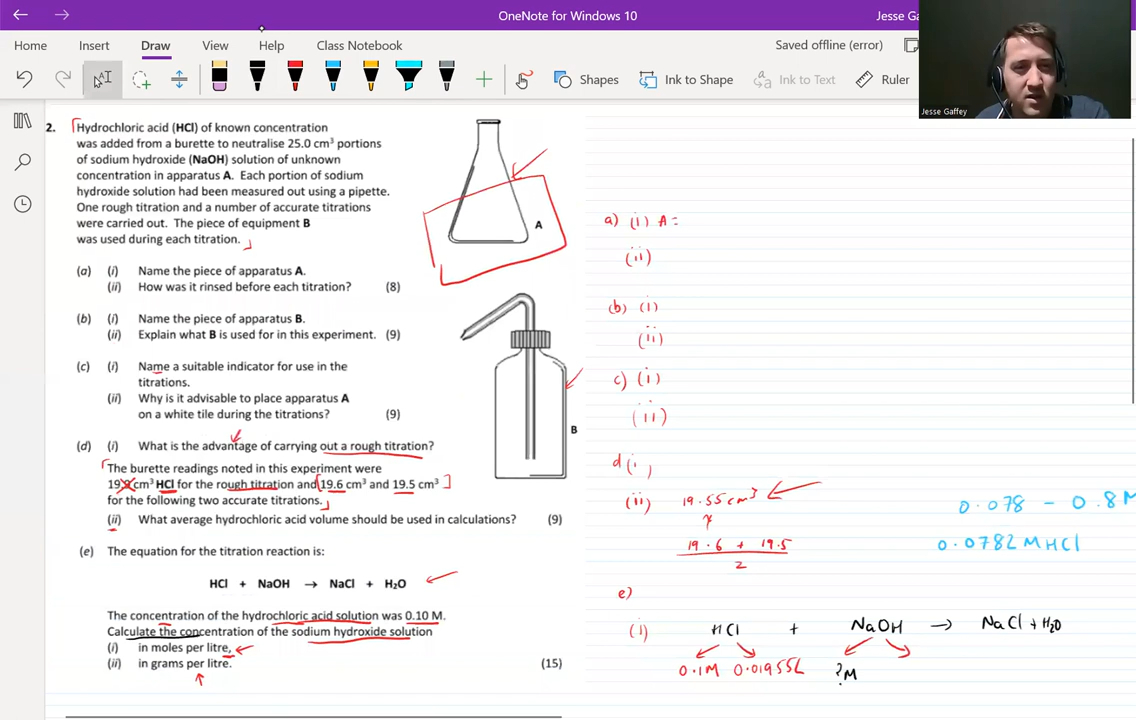 OneNote for Windows 10
Jesse Ga
Home Insert Draw View Help Class Notebook
Saved offline (error)
Shapes Ink to Shape Ink to Text Ruler
Jesse Gaffey
2. Hydrochloric acid (HCl) of known concentration
was added from a burette to neutralise 25.0 cm³ portions
of sodium hydroxide (NaOH) solution of unknown
concentration in apparatus A. Each portion of sodium
hydroxide solution had been measured out using a pipette.
One rough titration and a number of accurate titrations
were carried out. The piece of equipment B
was used during each titration.
A
(a) (i) Name the piece of apparatus A.
(ii) How was it rinsed before each titration? (8)
(b) (i) Name the piece of apparatus B.
(ii) Explain what B is used for in this experiment. (9)
(c) (i) Name a suitable indicator for use in the
titrations.
(ii) Why is it advisable to place apparatus A
on a white tile during the titrations? (9)
B
(d) (i) What is the advantage of carrying out a rough titration?
The burette readings noted in this experiment were
cm³ HCl for the rough titration and 19.6 cm³ and 19.5 cm³
for the following two accurate titrations.
(ii) What average hydrochloric acid volume should be used in calculations? (9)
(e) The equation for the titration reaction is:
HCl + NaOH → NaCl + H₂O
The concentration of the hydrochloric acid solution was 0.10 M.
Calculate the concentration of the sodium hydroxide solution
(i) in moles per litre,
(ii) in grams per litre. (15)
a) (i) A =
(ii)
(b) (i)
(ii)
c) (i)
(ii)
d (i)
(ii) 19.55 cm³
19.6 + 19.5
2
0.078 - 0.8M
0.0782 M HCl
e)
(i) HCl + NaOH → NaCl + H₂O
0.1M 0.01955L ?M